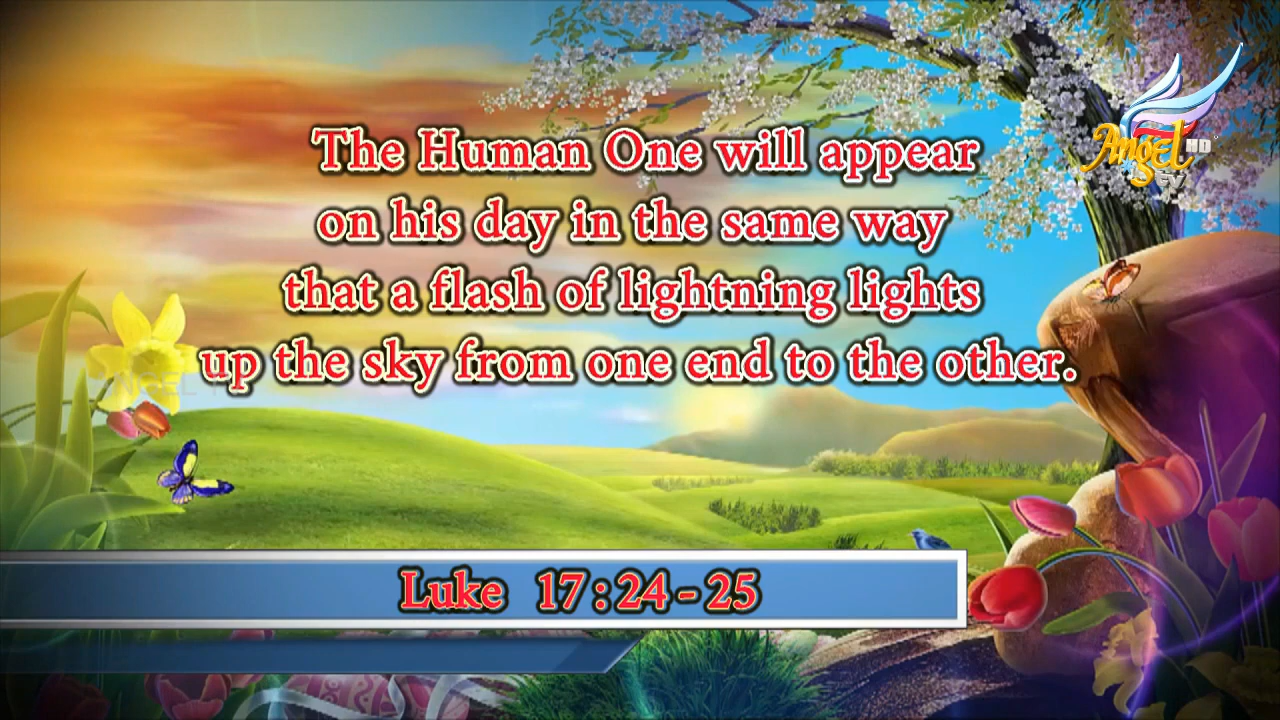 The Human One will appear
on his day in the same way
that a flash of lightning lights
up the sky from one end to the other.
Luke 17:24-25
Angel HD
TV